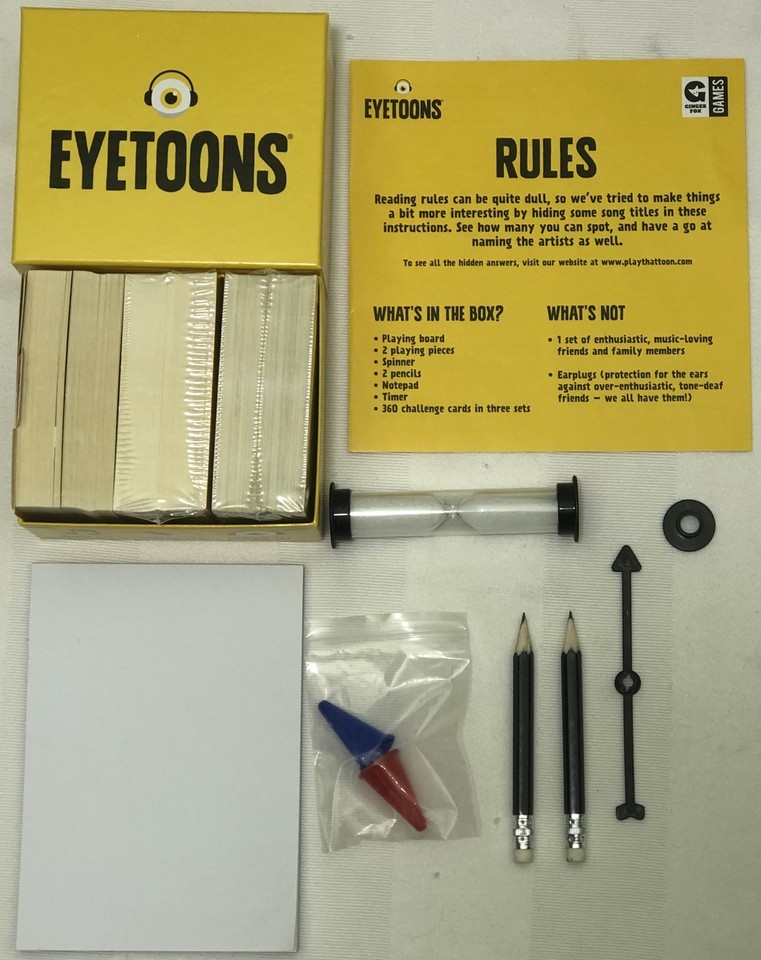 EYETOONS®
EYETOONS®
G
GINGER
FOX
GAMES
RULES
Reading rules can be quite dull, so we've tried to make things
a bit more interesting by hiding some song titles in these
instructions. See how many you can spot, and have a go at
naming the artists as well.
To see all the hidden answers, visit our website at www.playthattoon.com
WHAT'S IN THE BOX?
• Playing board
• 2 playing pieces
• Spinner
• 2 pencils
• Notepad
• Timer
• 360 challenge cards in three sets
WHAT'S NOT
• 1 set of enthusiastic, music-loving
friends and family members
• Earplugs (protection for the ears
against over-enthusiastic, tone-deaf
friends – we all have them!)